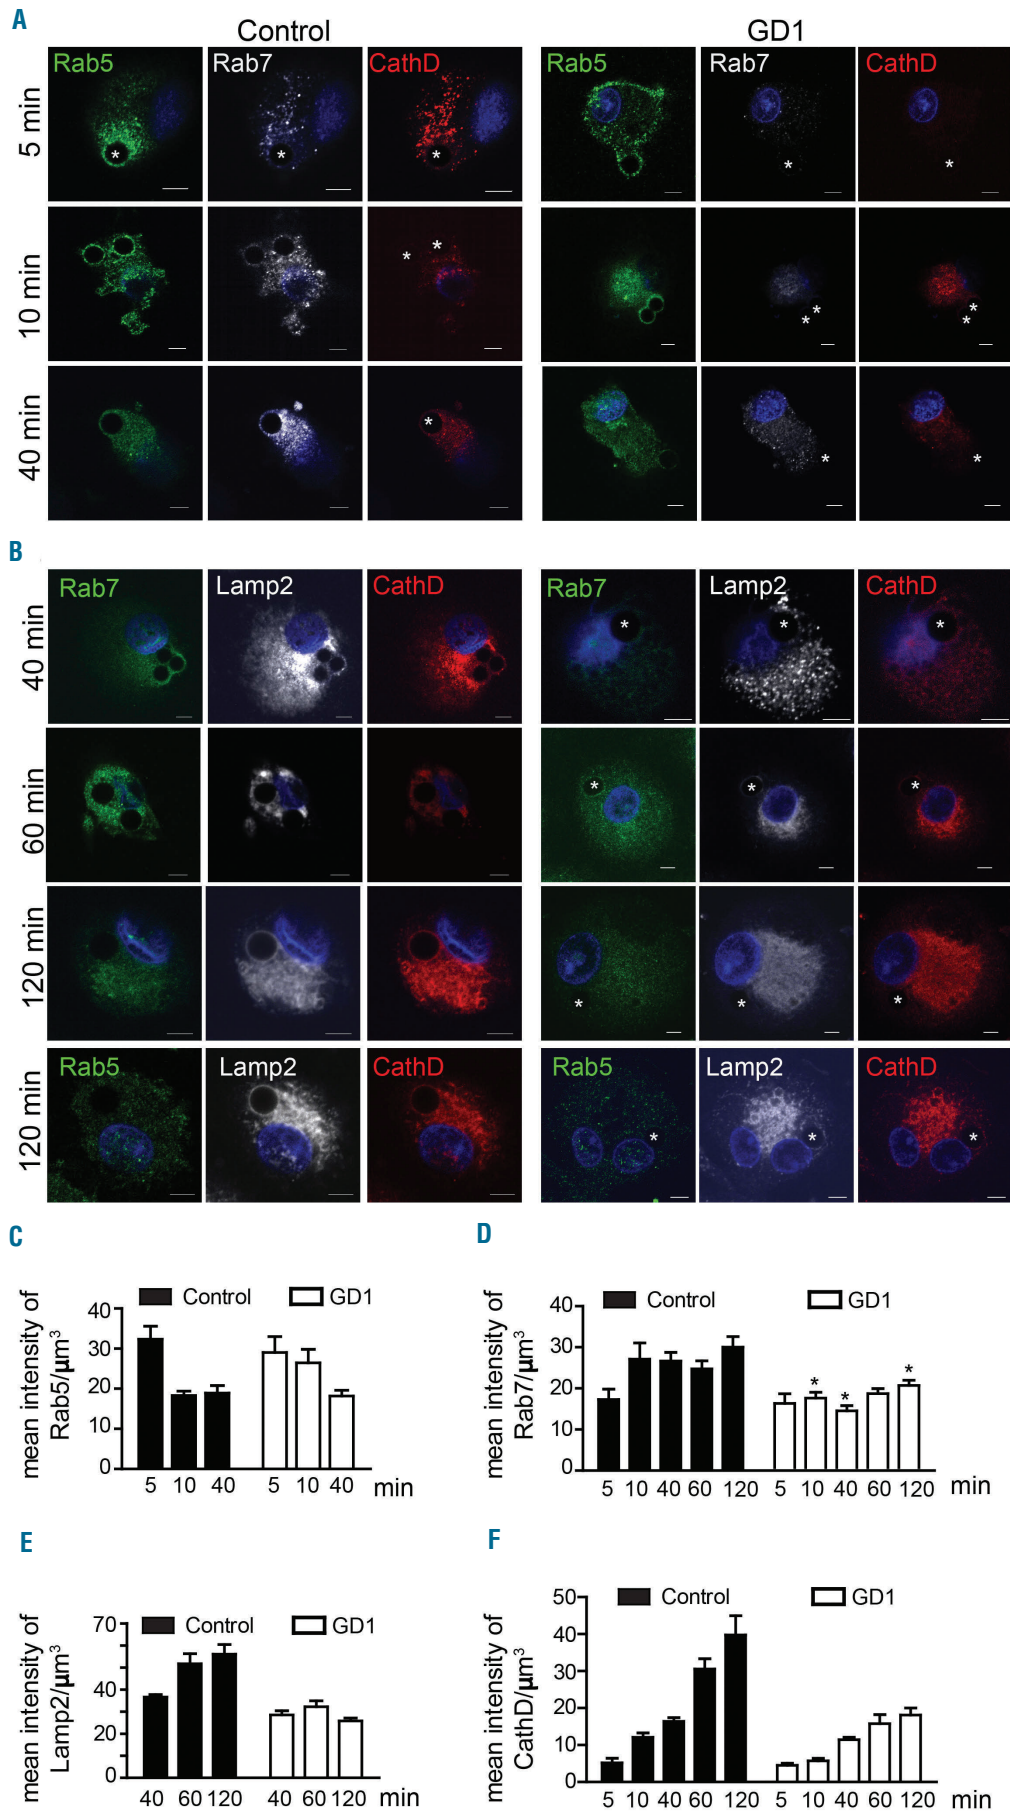 A
Control GD1
5 min Rab5 Rab7 CathD Rab5 Rab7 CathD
* * * * *
10 min
* * * * * *
40 min
* * *
B
40 min Rab7 Lamp2 CathD Rab7 Lamp2 CathD
* * *
60 min
* * *
120 min
* * *
120 min Rab5 Lamp2 CathD Rab5 Lamp2 CathD
* * *
C
mean intensity of
Rab5/µm³
Control GD1
40
30
20
10
0
5 10 40 5 10 40 min
D
mean intensity of
Rab7/µm³
Control GD1
40
30
20
10
0
* * *
5 10 40 60 120 5 10 40 60 120 min
E
mean intensity of
Lamp2/µm³
Control GD1
70
40
20
0
40 60 120 40 60 120 min
F
mean intensity of
CathD/µm³
Control GD1
50
40
30
20
10
0
5 10 40 60 120 5 10 40 60 120 min